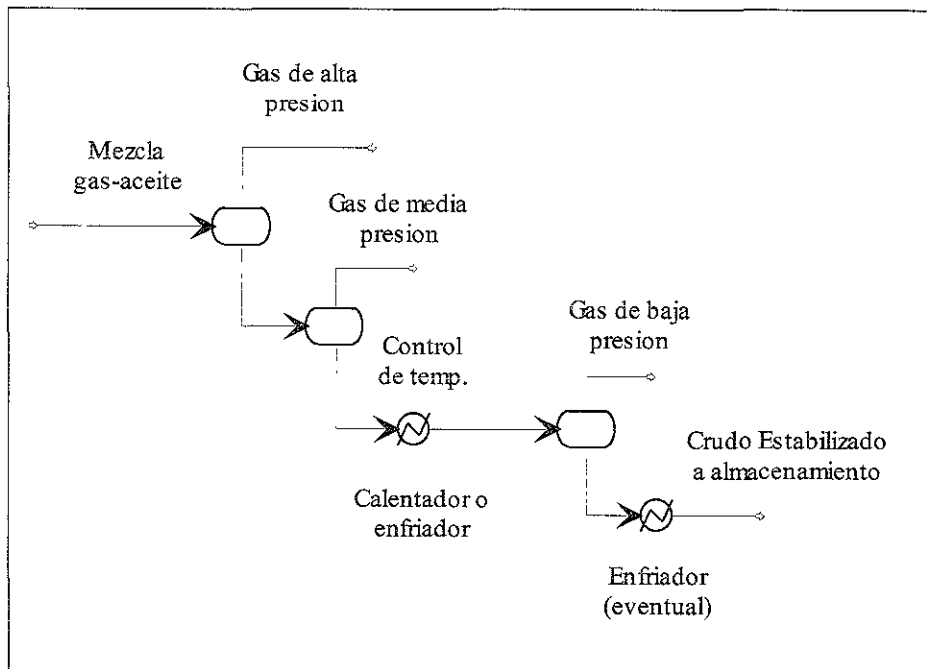 Gas de alta
presion
Mezcla
gas-aceite
Gas de media
presion
Gas de baja
presion
Control
de temp.
Crudo Estabilizado
a almacenamiento
Calentador o
enfriador
Enfriador
(eventual)